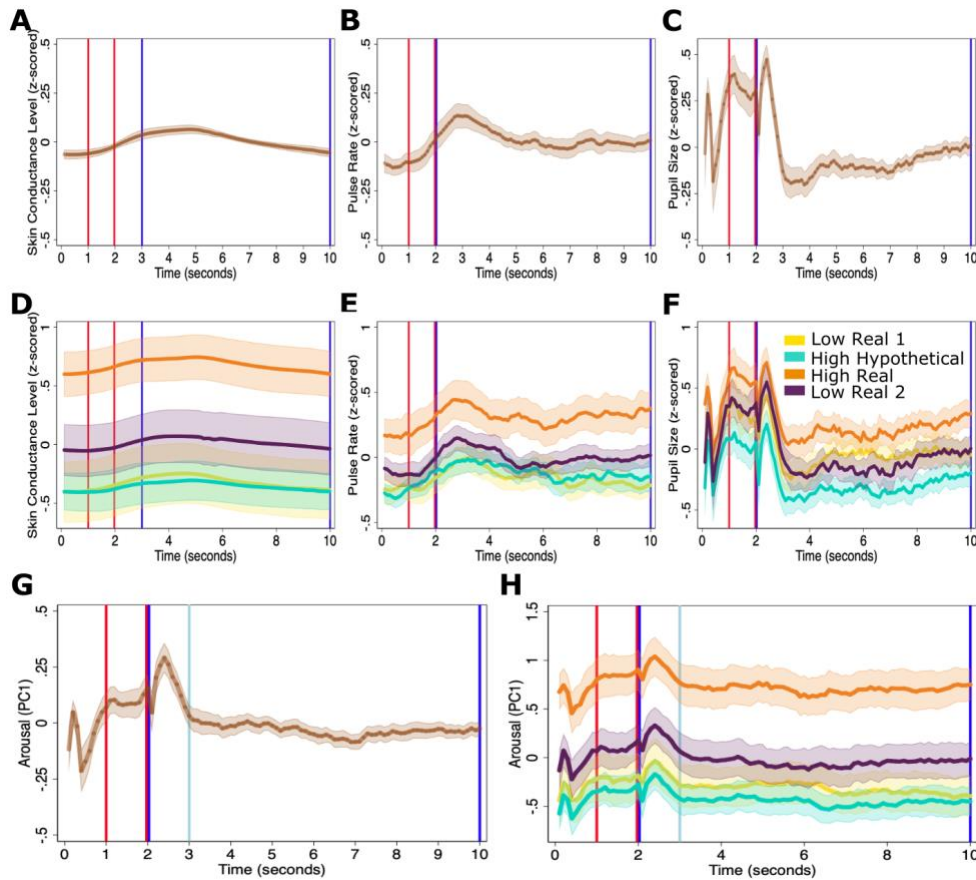 A
B
C
Skin Conductance Level (z-scored)
.5
.25
0
-.25
-.5
0 1 2 3 4 5 6 7 8 9 10
Time (seconds)
Pulse Rate (z-scored)
.5
.25
0
-.25
-.5
0 1 2 3 4 5 6 7 8 9 10
Time (seconds)
Pupil Size (z-scored)
.5
.25
0
-.25
-.5
0 1 2 3 4 5 6 7 8 9 10
Time (seconds)
D
E
F
Skin Conductance Level (z-scored)
1
.5
0
-.5
0 2 4 6 8 10
Time (seconds)
Pulse Rate (z-scored)
1
.5
0
-.5
0 2 4 6 8 10
Time (seconds)
Pupil Size (z-scored)
1
.5
0
-.5
0 2 4 6 8 10
Time (seconds)
Low Real 1
High Hypothetical
High Real
Low Real 2
G
H
Arousal (PC1)
.5
.25
0
-.25
-.5
0 1 2 3 4 5 6 7 8 9 10
Time (seconds)
Arousal (PC1)
1.5
1
.5
0
-.5
0 2 4 6 8 10
Time (seconds)